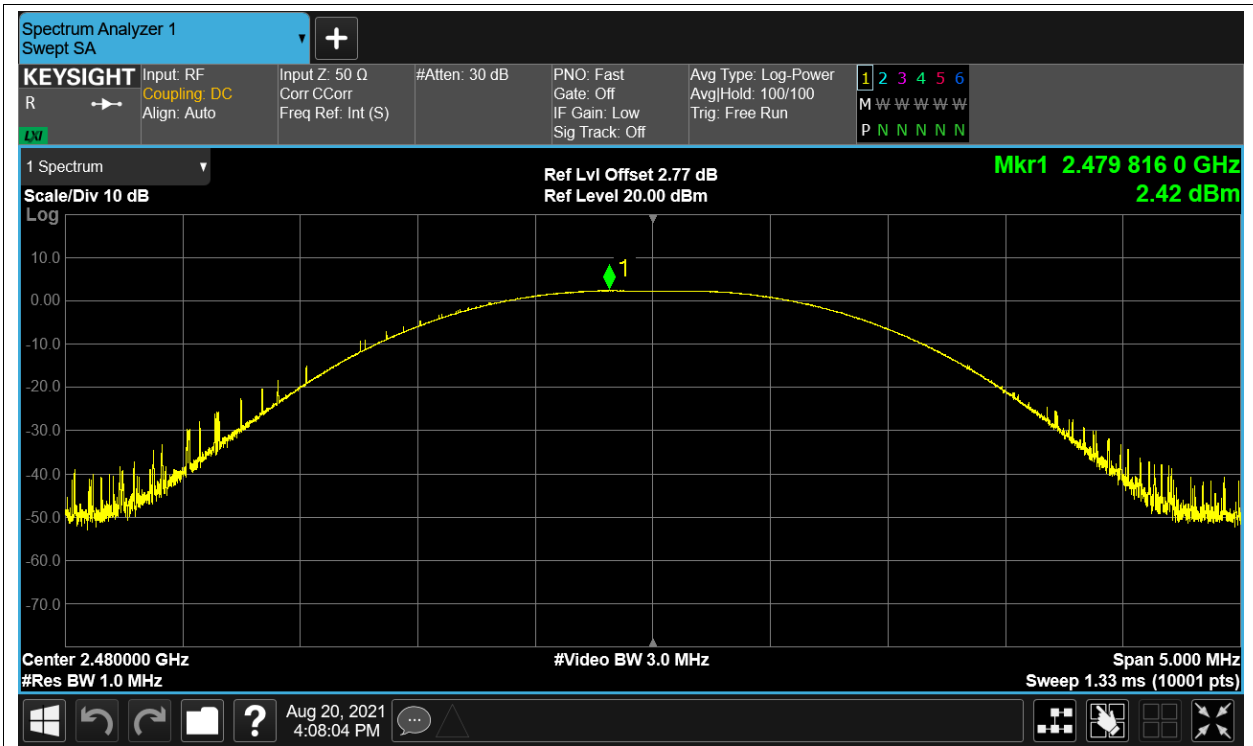 Spectrum Analyzer 1
Swept SA
KEYSIGHT
R
LXI
Input: RF
Coupling: DC
Align: Auto
Input Z: 50 Ω
Corr CCorr
Freq Ref: Int (S)
#Atten: 30 dB
PNO: Fast
Gate: Off
IF Gain: Low
Sig Track: Off
Avg Type: Log-Power
Avg|Hold: 100/100
Trig: Free Run
1 2 3 4 5 6
M W W W W W
P N N N N N
1 Spectrum
Scale/Div 10 dB
Log
Ref Lvl Offset 2.77 dB
Ref Level 20.00 dBm
Mkr1 2.479 816 0 GHz
2.42 dBm
1
10.0
0.00
-10.0
-20.0
-30.0
-40.0
-50.0
-60.0
-70.0
Center 2.480000 GHz
#Res BW 1.0 MHz
#Video BW 3.0 MHz
Span 5.000 MHz
Sweep 1.33 ms (10001 pts)
?
Aug 20, 2021
4:08:04 PM